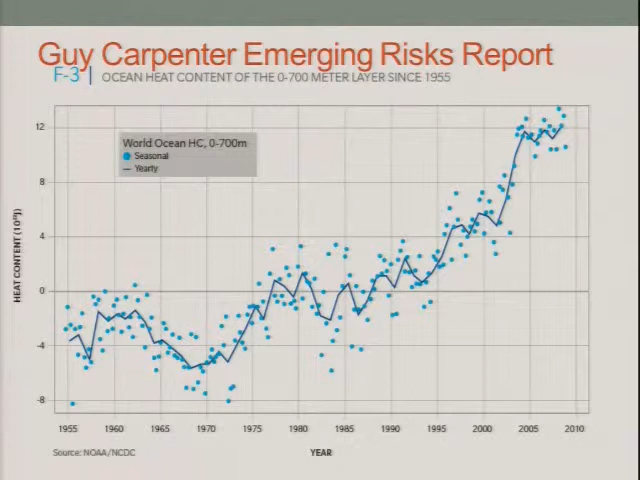 Guy Carpenter Emerging Risks Report
F-3 | OCEAN HEAT CONTENT OF THE 0-700 METER LAYER SINCE 1955
World Ocean HC, 0-700m
Seasonal
Yearly
HEAT CONTENT (10²²J)
12
8
4
0
-4
-8
1955 1960 1965 1970 1975 1980 1985 1990 1995 2000 2005 2010
Source: NOAA/NCDC
YEAR